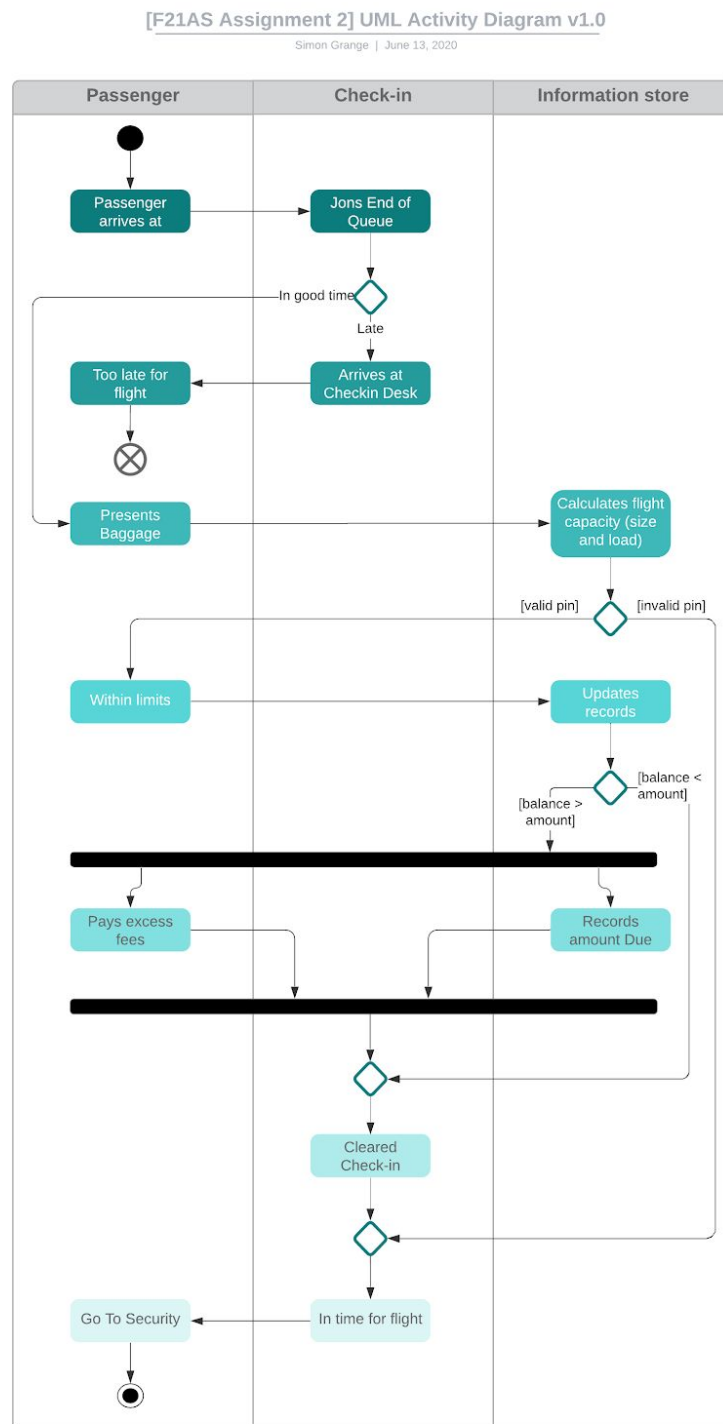 [F21AS Assignment 2] UML Activity Diagram v1.0
Simon Grange | June 13, 2020
Passenger
Check-in
Information store
Passenger
arrives at
Jons End of
Queue
In good time
Late
Too late for
flight
Arrives at
Checkin Desk
Presents
Baggage
Calculates flight
capacity (size
and load)
[valid pin]
[invalid pin]
Within limits
Updates
records
[balance <
amount]
[balance >
amount]
Pays excess
fees
Records
amount Due
Cleared
Check-in
Go To Security
In time for flight